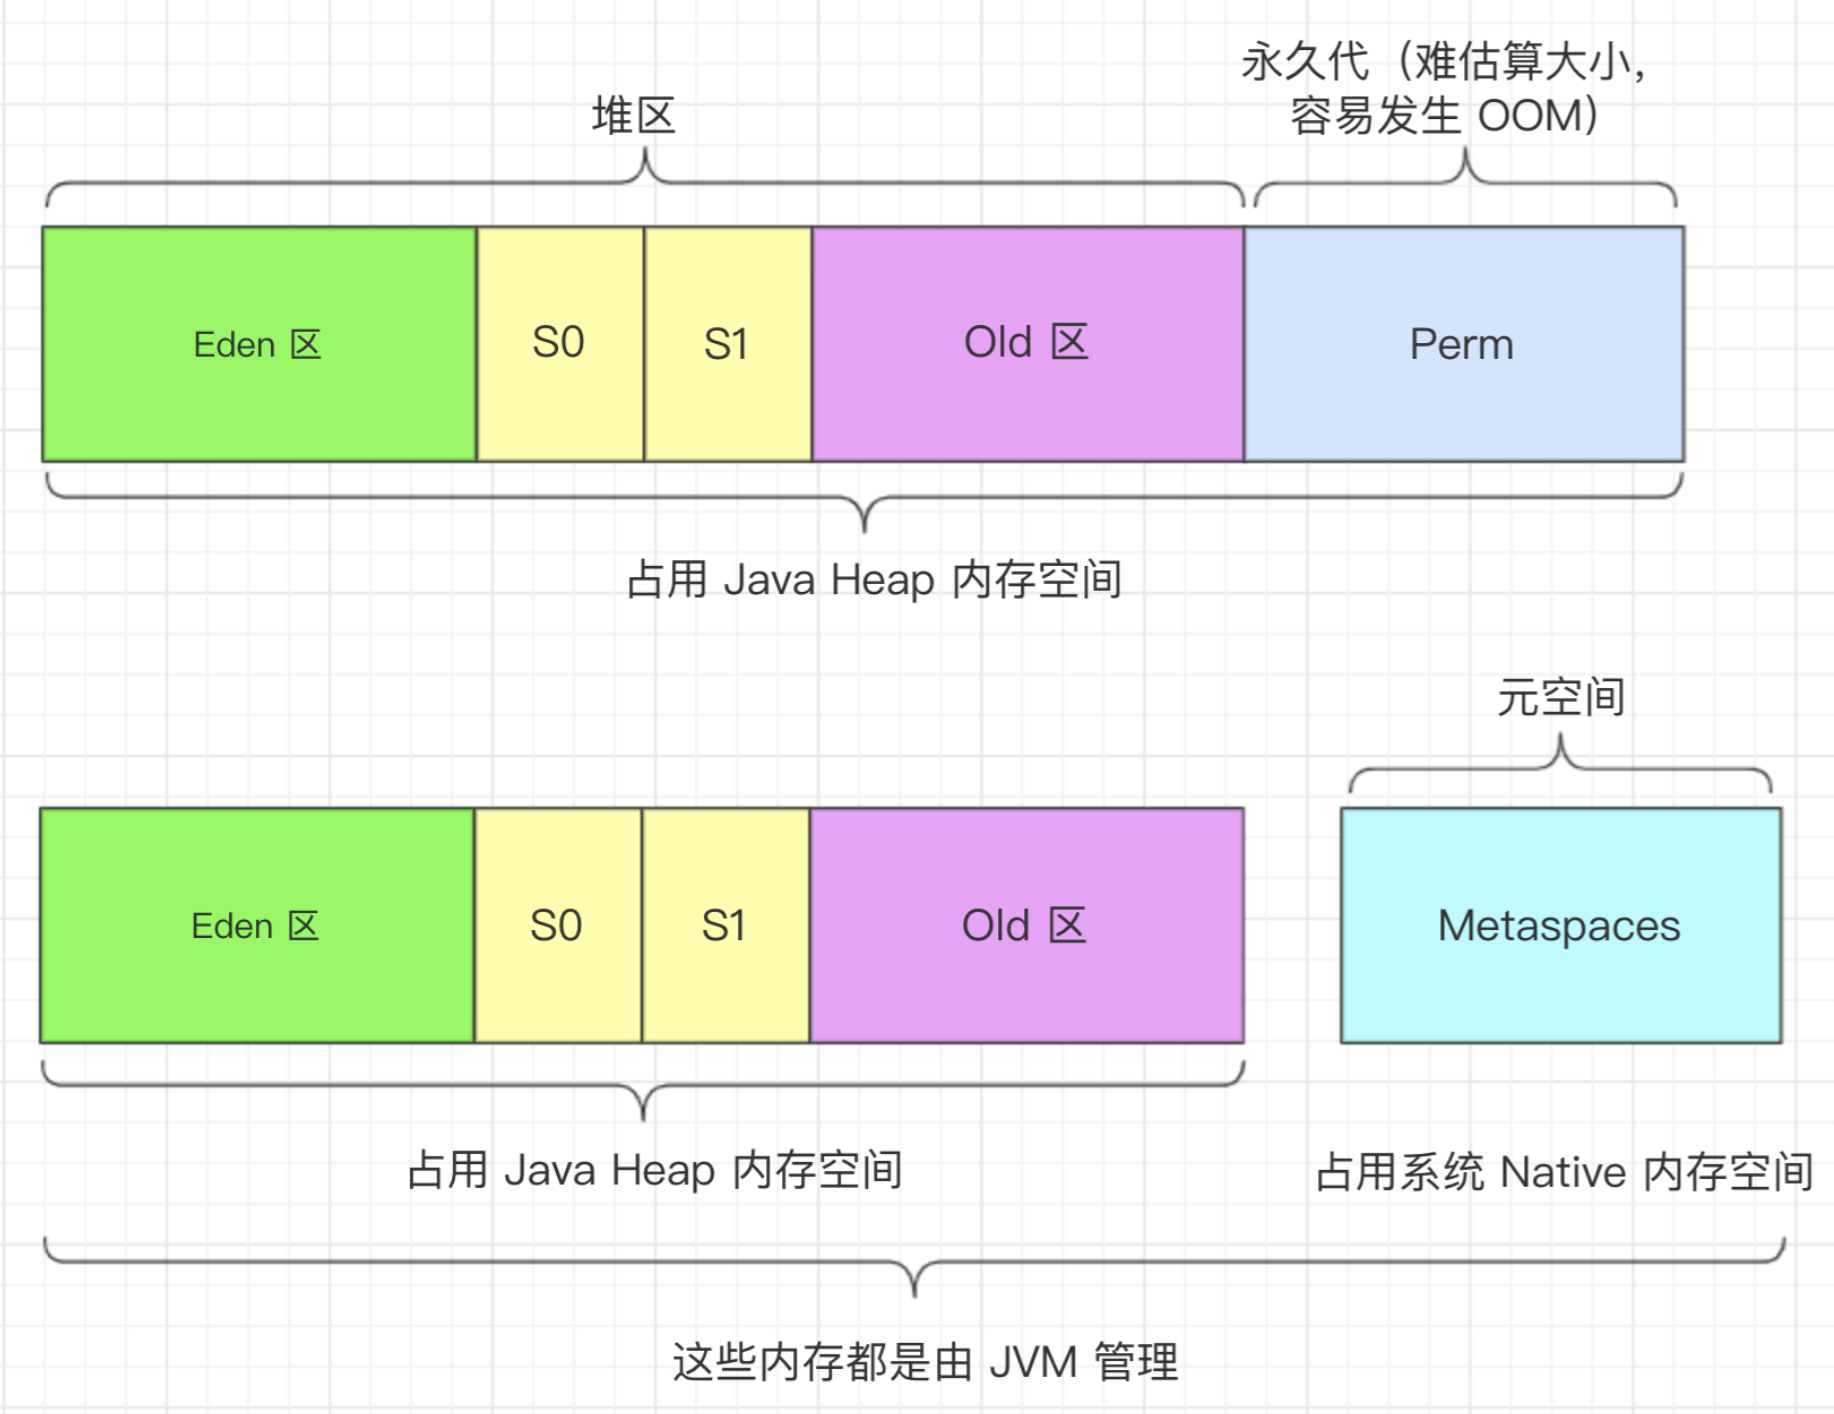 永久代（难估算大小，
容易发生 OOM）
堆区
Eden 区
S0
S1
Old 区
Perm
占用 Java Heap 内存空间
元空间
Eden 区
S0
S1
Old 区
Metaspaces
占用 Java Heap 内存空间
占用系统 Native 内存空间
这些内存都是由 JVM 管理